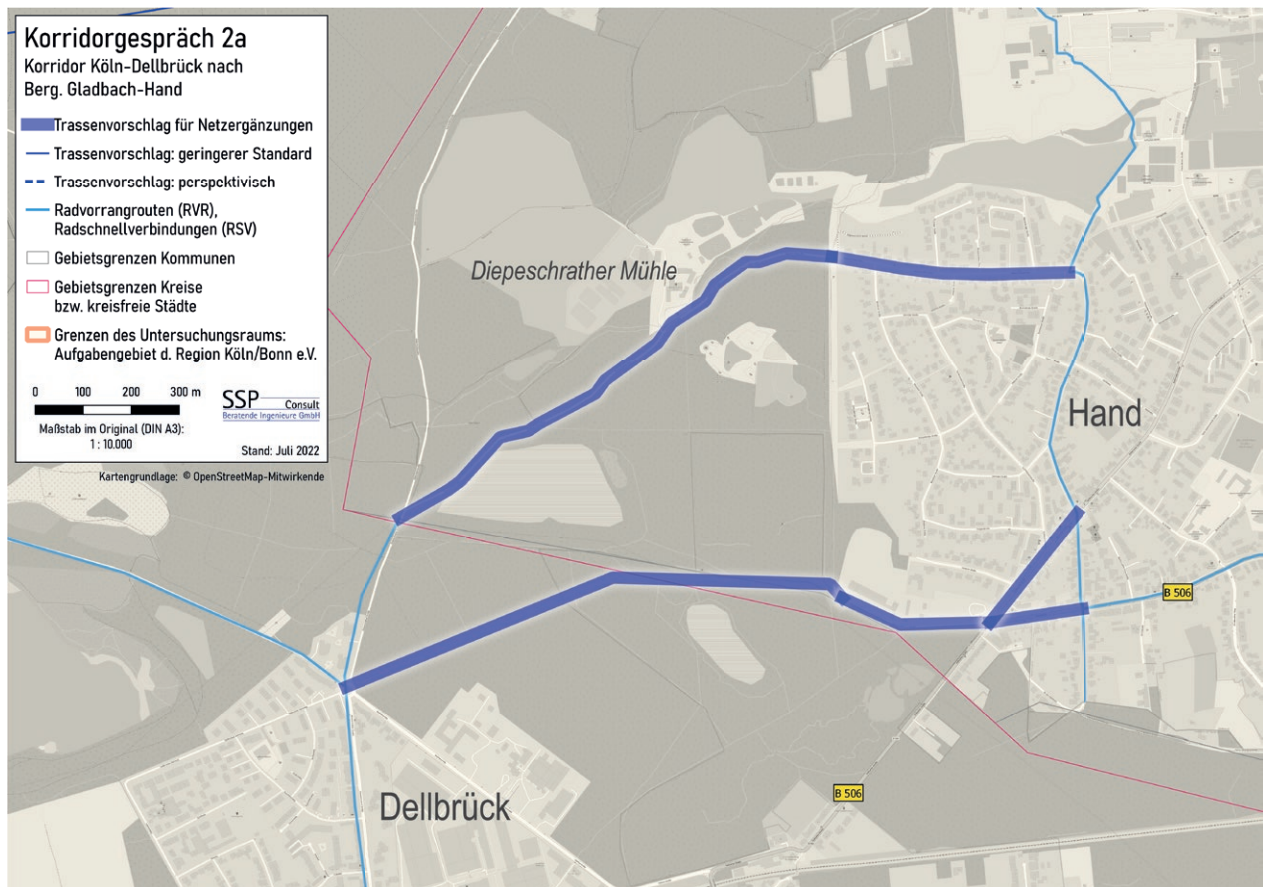 Korridorgespräch 2a
Korridor Köln-Dellbrück nach
Berg. Gladbach-Hand
Trassenvorschlag für Netzergänzungen
Trassenvorschlag: geringerer Standard
Trassenvorschlag: perspektivisch
Radvorrangrouten (RVR),
Radschnellverbindungen (RSV)
Gebietsgrenzen Kommunen
Gebietsgrenzen Kreise
bzw. kreisfreie Städte
Grenzen des Untersuchungsraums:
Aufgabengebiet d. Region Köln/Bonn e.V.
0 100 200 300 m
Maßstab im Original (DIN A3):
1 : 10.000
SSP Consult
Beratende Ingenieure GmbH
Stand: Juli 2022
Kartengrundlage: © OpenStreetMap-Mitwirkende
Diepeschrather Mühle
Hand
B 506
Dellbrück
B 506